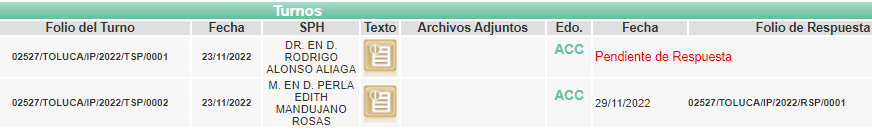 Turnos
Folio del Turno Fecha SPH Texto Archivos Adjuntos Edo. Fecha Folio de Respuesta
02527/TOLUCA/IP/2022/TSP/0001 23/11/2022 DR. EN D. RODRIGO ALONSO ALIAGA ACC Pendiente de Respuesta
02527/TOLUCA/IP/2022/TSP/0002 23/11/2022 M. EN D. PERLA EDITH MANDUJANO ROSAS ACC 29/11/2022 02527/TOLUCA/IP/2022/RSP/0001